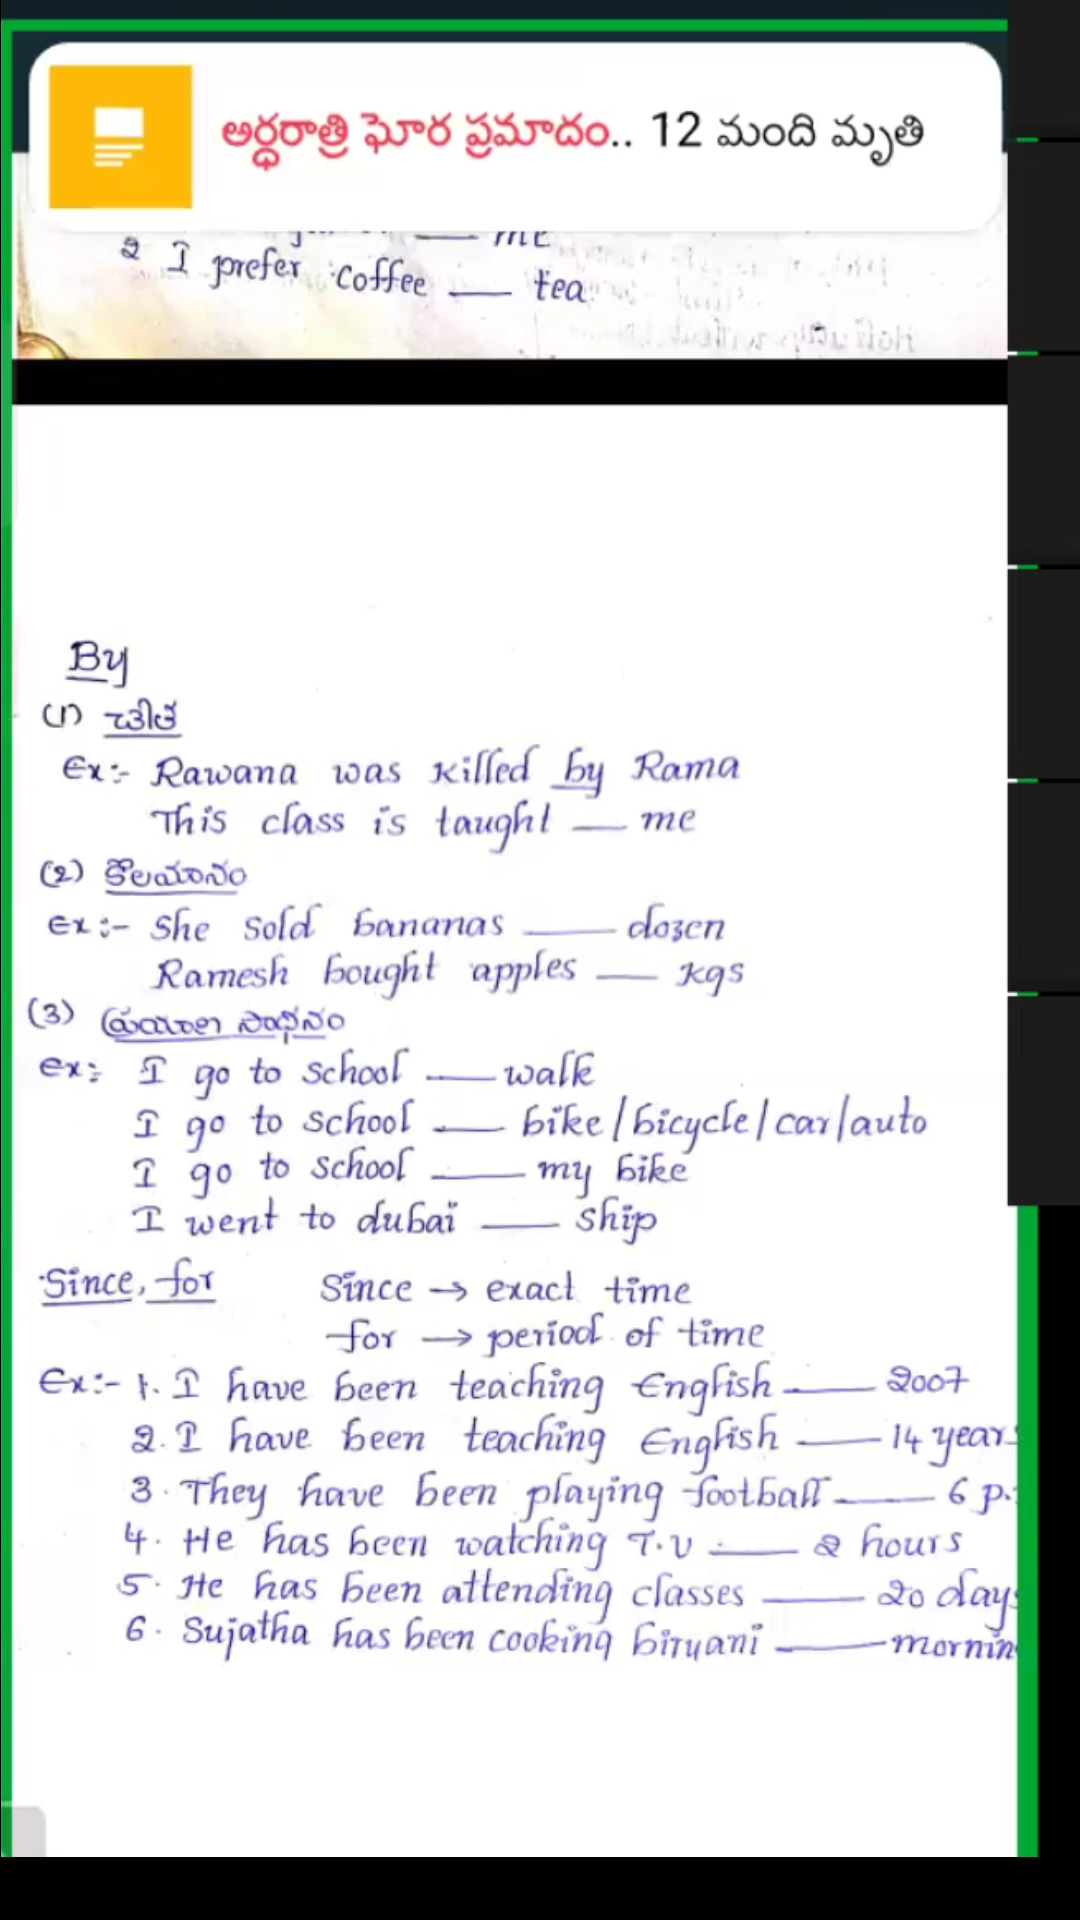 అర్ధరాత్రి ఘోర ప్రమాదం.. 12 మంది మృతి
me
2 I prefer coffee ___ tea
By
(1) చేత
Ex:- Rawana was killed by Rama
This class is taught ___ me
(2) కొలమానం
Ex:- She sold bananas ___ dozen
Ramesh bought apples ___ kgs
(3) ప్రయాణ సాధనం
ex:- I go to school ___ walk
I go to school ___ bike/bicycle/car/auto
I go to school ___ my bike
I went to dubai ___ ship
Since, for Since → exact time
for → period of time
Ex:- 1. I have been teaching English ___ 2007
2. I have been teaching English ___ 14 years
3. They have been playing football ___ 6 p.
4. He has been watching T.V ___ 2 hours
5. He has been attending classes ___ 20 days
6. Sujatha has been cooking biryani ___ mornin